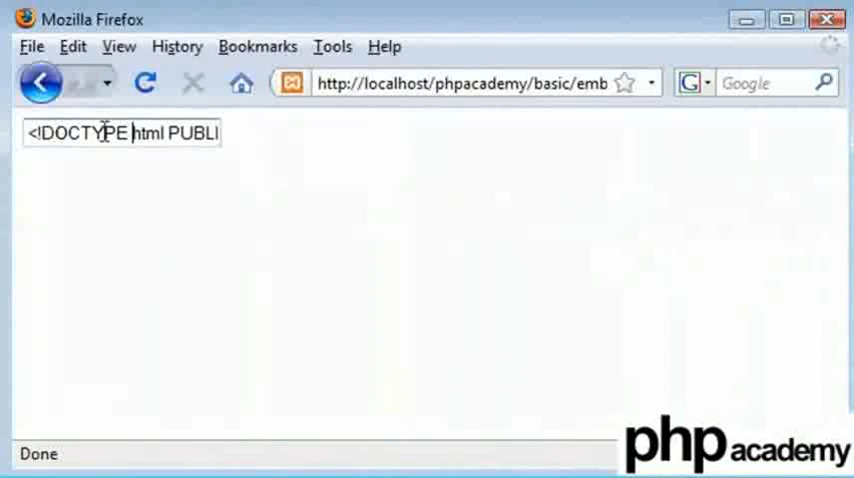 Mozilla Firefox
File Edit View History Bookmarks Tools Help
http://localhost/phpacademy/basic/emb G Google
<!DOCTYPE html PUBLI
Done
php academy